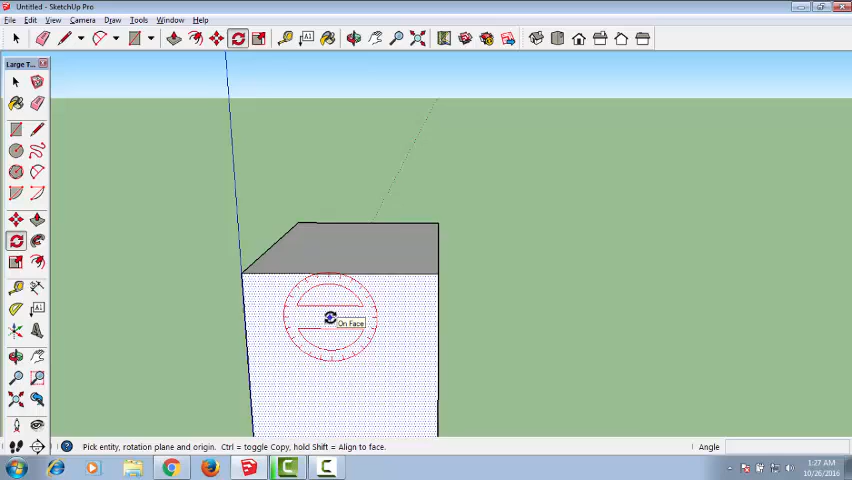 Untitled - SketchUp Pro
File Edit View Camera Draw Tools Window Help
Large T...
On Face
Pick entity, rotation plane and origin. Ctrl = toggle Copy, hold Shift = Align to face.
Angle
1:27 AM
10/26/2016